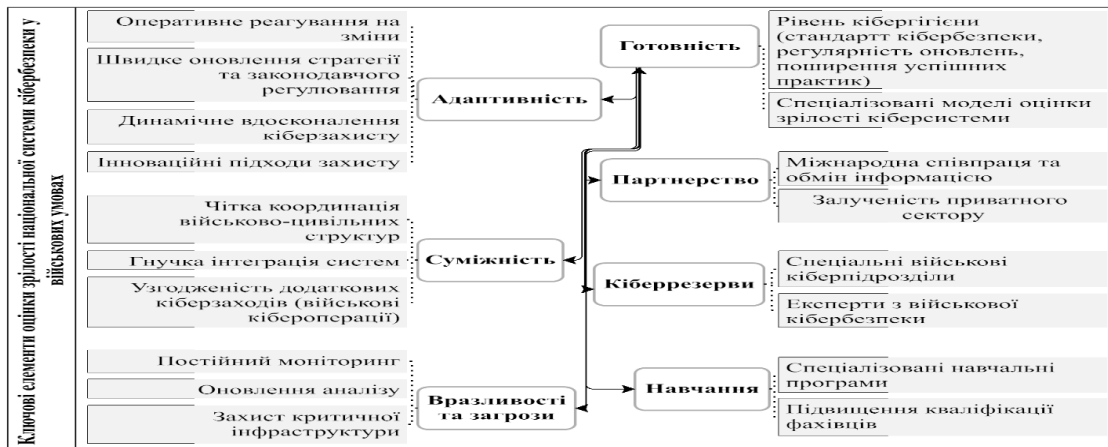 Ключові елементи оцінки зрілості національної системи кібербезпеки у
військових умовах
Оперативне реагування на
зміни
Швидке оновлення стратегії
та законодавчого
регулювання
Динамічне вдосконалення
кіберзахисту
Інноваційні підходи захисту
Адаптивність
Чітка координація
військово-цивільних
структур
Гнучка інтеграція систем
Узгодженість додаткових
кіберзаходів (військові
кібероперації)
Суміжність
Постійний моніторинг
Оновлення аналізу
Захист критичної
інфраструктури
Вразливості
та загрози
Готовність
Рівень кібергігієни
(стандартт кібербезпеки,
регулярність оновлень,
поширення успішних
практик)
Спеціалізовані моделі оцінки
зрілості кіберсистеми
Партнерство
Міжнародна співпраця та
обмін інформацією
Залученість приватного
сектору
Кіберрезерви
Спеціальні військові
кіберпідрозділи
Експерти з військової
кібербезпеки
Навчання
Спеціалізовані навчальні
програми
Підвищення кваліфікації
фахівців